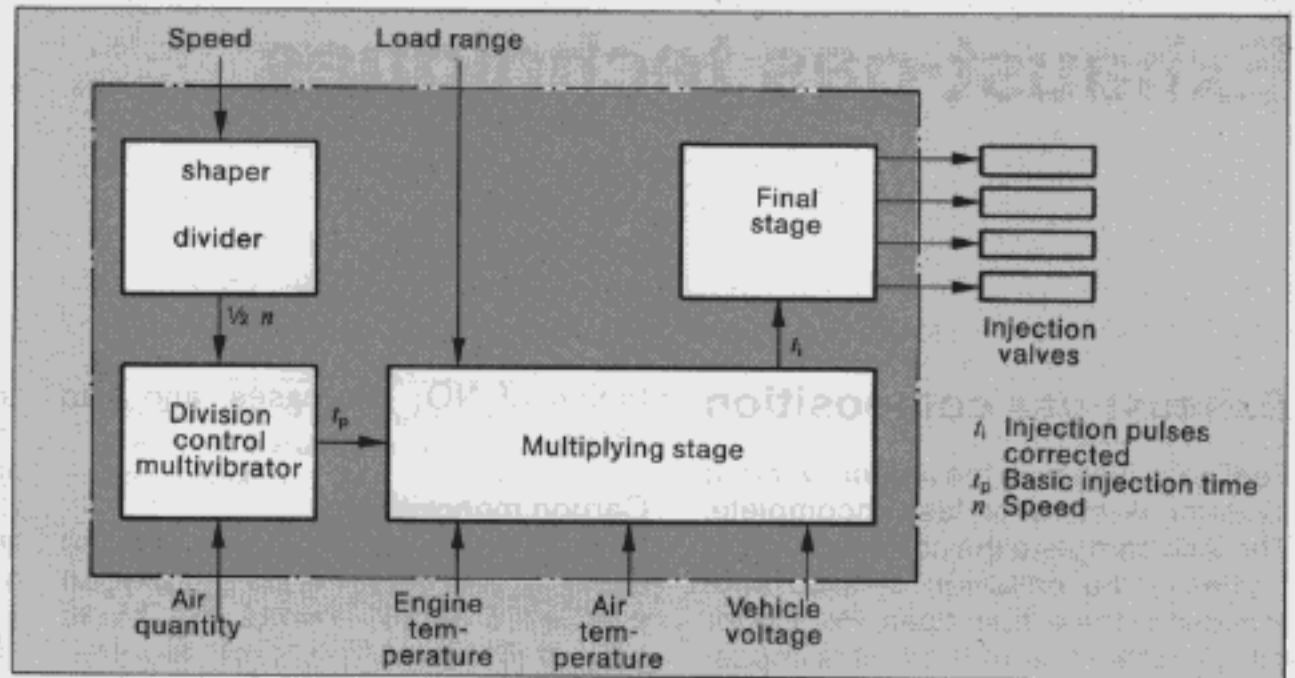 Speed
Load range
shaper
divider
½ n
Division
control
multivibrator
tp
Multiplying stage
ti
Final
stage
Injection
valves
ti Injection pulses
corrected
tp Basic injection time
n Speed
Air
quantity
Engine
tem-
perature
Air
tem-
perature
Vehicle
voltage